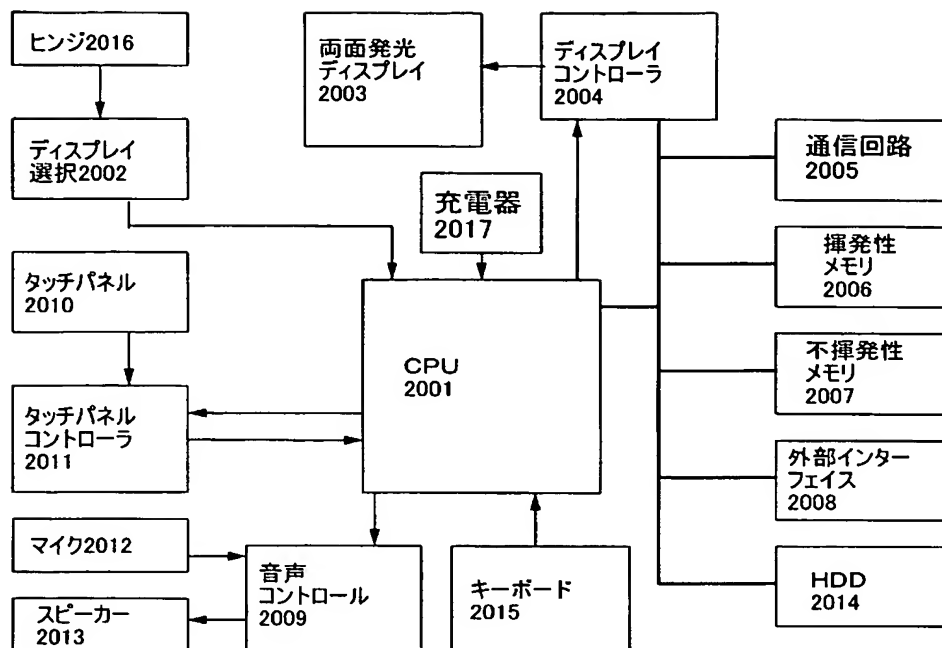 ヒンジ2016
両面発光
ディスプレイ
2003
ディスプレイ
コントローラ
2004
ディスプレイ
選択2002
通信回路
2005
充電器
2017
揮発性
メモリ
2006
タッチパネル
2010
CPU
2001
不揮発性
メモリ
2007
タッチパネル
コントローラ
2011
外部インター
フェイス
2008
マイク2012
音声
コントロール
2009
キーボード
2015
HDD
2014
スピーカー
2013